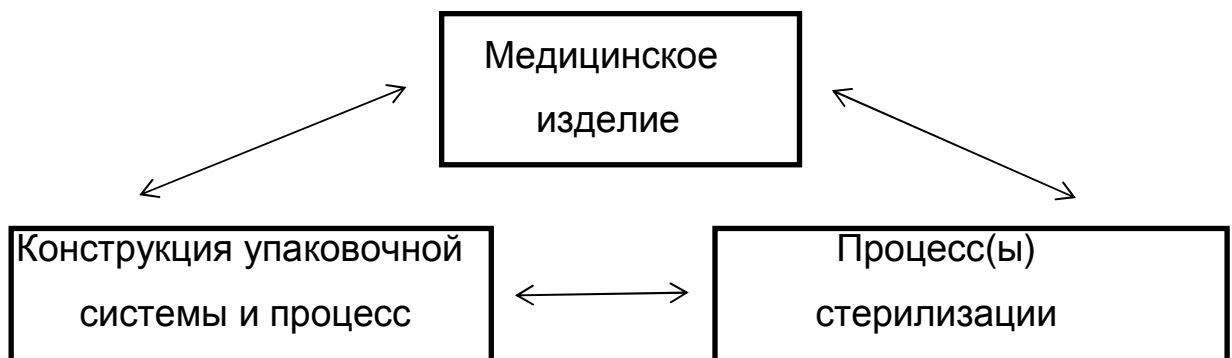 Медицинское
изделие
Конструкция упаковочной
системы и процесс
Процесс(ы)
стерилизации